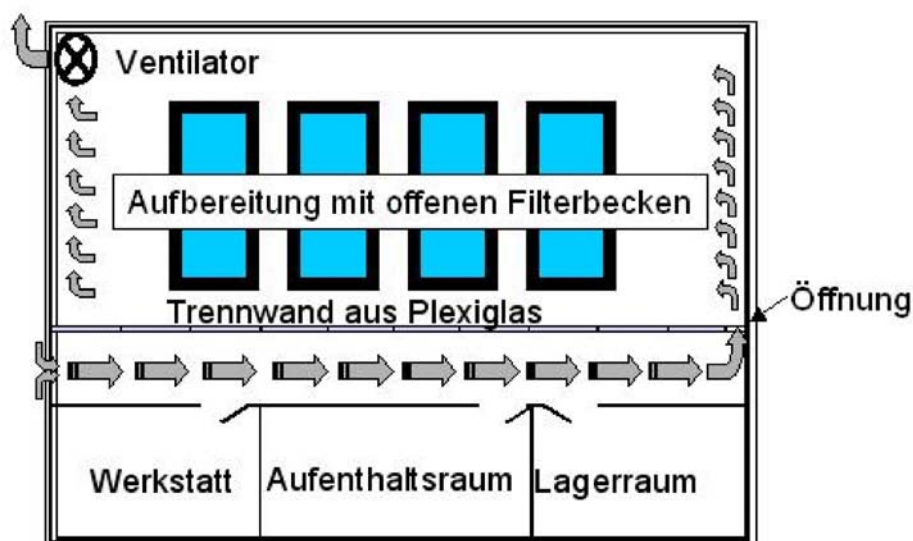 Ventilator
Aufbereitung mit offenen Filterbecken
Trennwand aus Plexiglas
Öffnung
Werkstatt
Aufenthaltsraum
Lagerraum